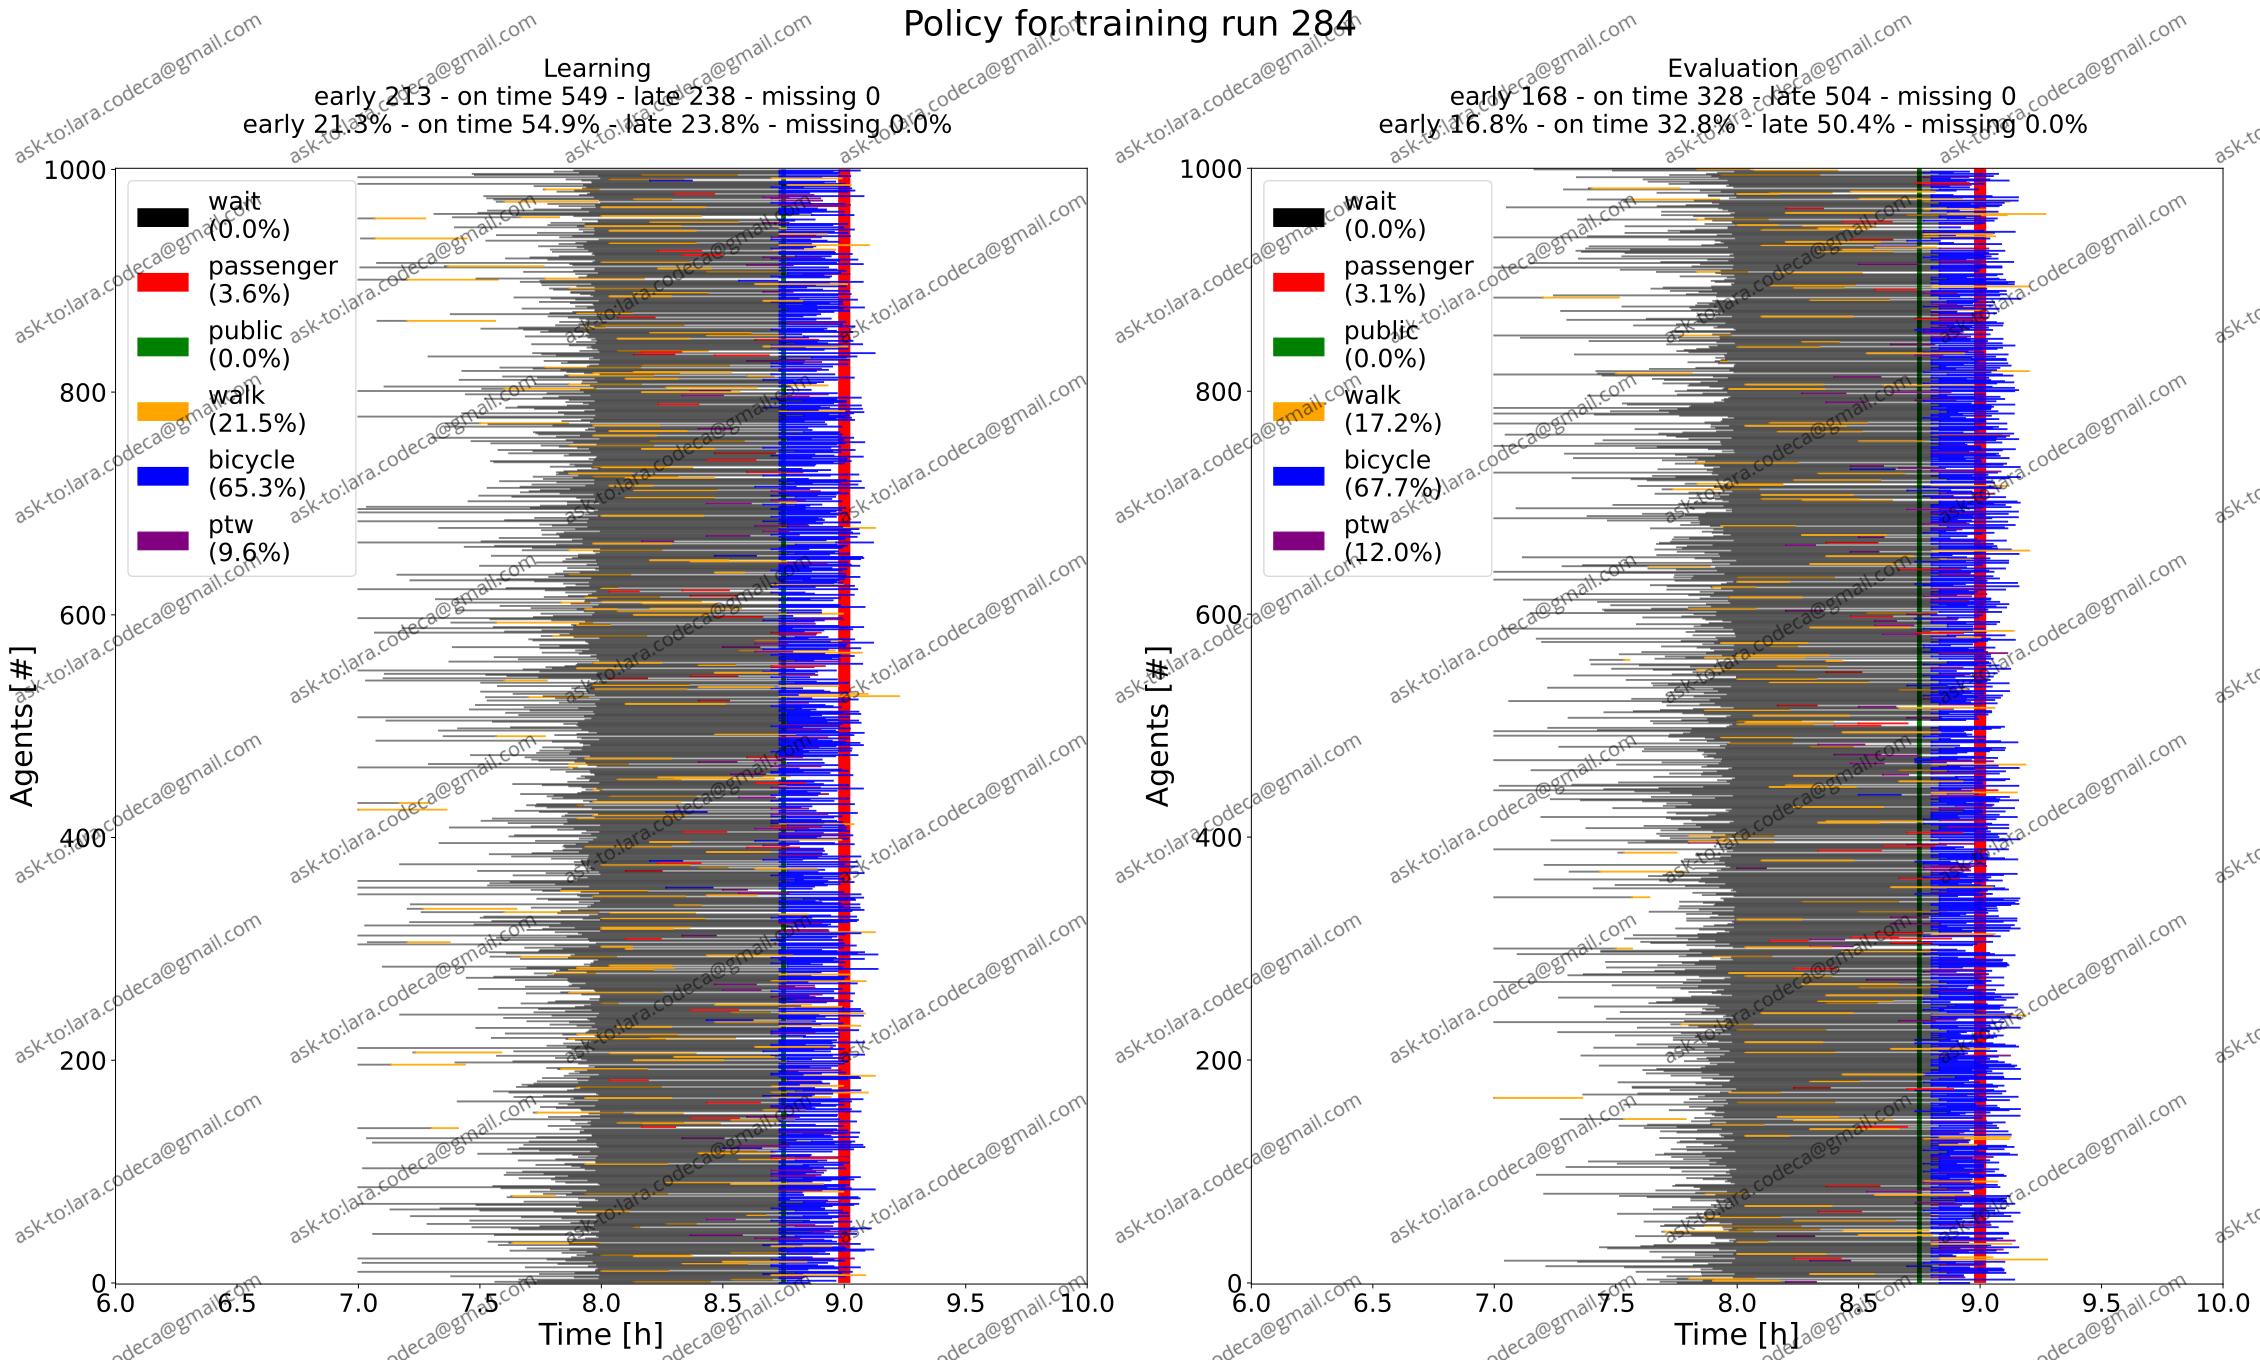 Policy for training run 284
Learning
early 213 - on time 549 - late 238 - missing 0
early 21.3% - on time 54.9% - late 23.8% - missing 0.0%
1000
800
600
400
200
0
Agents [#]
wait
(0.0%)
passenger
(3.6%)
public
(0.0%)
walk
(21.5%)
bicycle
(65.3%)
ptw
(9.6%)
6.0 6.5 7.0 7.5 8.0 8.5 9.0 9.5 10.0
Time [h]
Evaluation
early 168 - on time 328 - late 504 - missing 0
early 16.8% - on time 32.8% - late 50.4% - missing 0.0%
1000
800
600
400
200
0
Agents [#]
wait
(0.0%)
passenger
(3.1%)
public
(0.0%)
walk
(17.2%)
bicycle
(67.7%)
ptw
(12.0%)
6.0 6.5 7.0 7.5 8.0 8.5 9.0 9.5 10.0
Time [h]
ask-to:lara.codeca@gmail.com